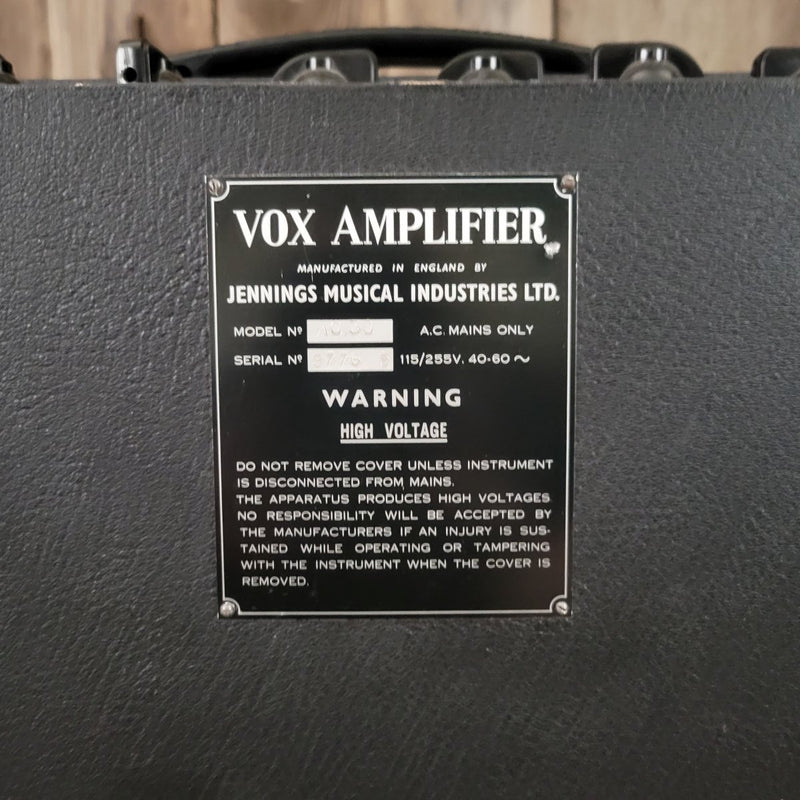 VOX AMPLIFIER
MANUFACTURED IN ENGLAND BY
JENNINGS MUSICAL INDUSTRIES LTD.
MODEL Nº AC.30 A.C. MAINS ONLY
SERIAL Nº 115/255V. 40-60 ~
WARNING
HIGH VOLTAGE
DO NOT REMOVE COVER UNLESS INSTRUMENT
IS DISCONNECTED FROM MAINS.
THE APPARATUS PRODUCES HIGH VOLTAGES
NO RESPONSIBILITY WILL BE ACCEPTED BY
THE MANUFACTURERS IF AN INJURY IS SUS-
TAINED WHILE OPERATING OR TAMPERING
WITH THE INSTRUMENT WHEN THE COVER IS
REMOVED.